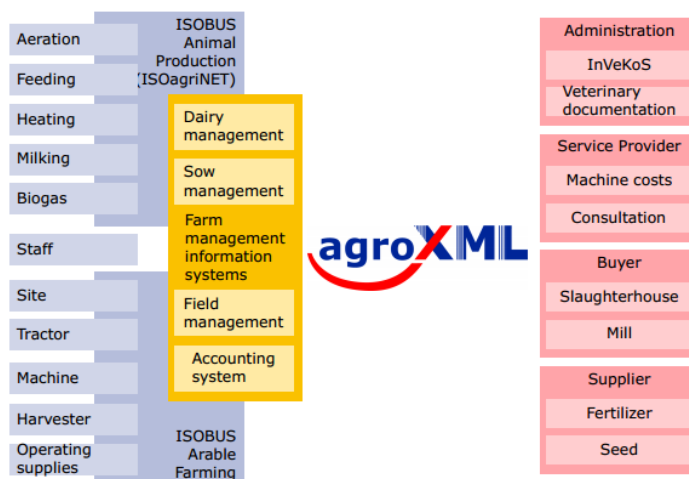 Aeration
Feeding
Heating
Milking
Biogas
Staff
Site
Tractor
Machine
Harvester
Operating
supplies
ISOBUS
Animal
Production
(ISOagriNET)
ISOBUS
Arable
Farming
Dairy
management
Sow
management
Farm
management
information
systems
Field
management
Accounting
system
agroXML
Administration
InVeKoS
Veterinary
documentation
Service Provider
Machine costs
Consultation
Buyer
Slaughterhouse
Mill
Supplier
Fertilizer
Seed